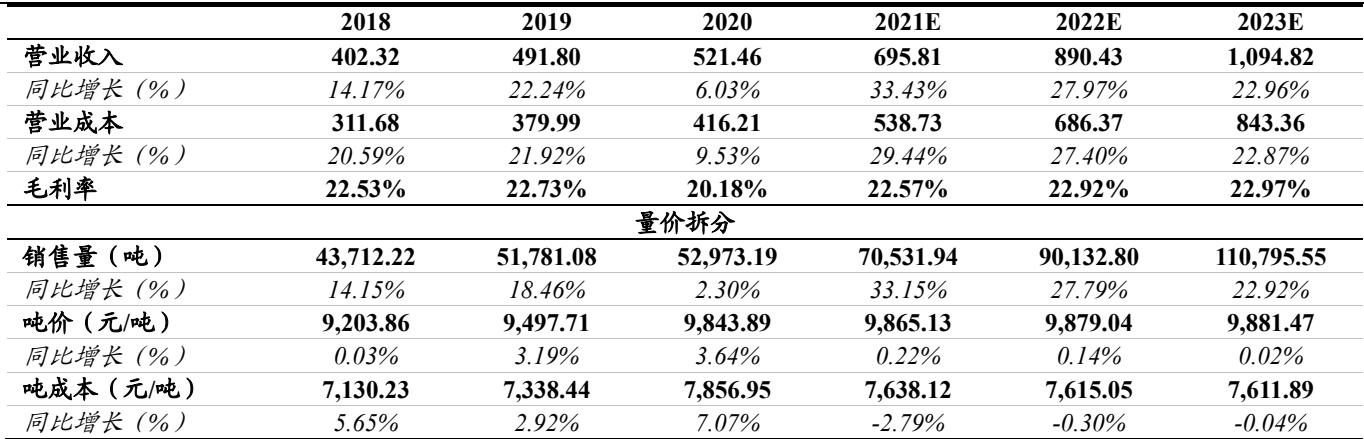 2018 2019 2020 2021E 2022E 2023E
营业收入 402.32 491.80 521.46 695.81 890.43 1,094.82
同比增长（%） 14.17% 22.24% 6.03% 33.43% 27.97% 22.96%
营业成本 311.68 379.99 416.21 538.73 686.37 843.36
同比增长（%） 20.59% 21.92% 9.53% 29.44% 27.40% 22.87%
毛利率 22.53% 22.73% 20.18% 22.57% 22.92% 22.97%
量价拆分
销售量（吨） 43,712.22 51,781.08 52,973.19 70,531.94 90,132.80 110,795.55
同比增长（%） 14.15% 18.46% 2.30% 33.15% 27.79% 22.92%
吨价（元/吨） 9,203.86 9,497.71 9,843.89 9,865.13 9,879.04 9,881.47
同比增长（%） 0.03% 3.19% 3.64% 0.22% 0.14% 0.02%
吨成本（元/吨） 7,130.23 7,338.44 7,856.95 7,638.12 7,615.05 7,611.89
同比增长（%） 5.65% 2.92% 7.07% -2.79% -0.30% -0.04%